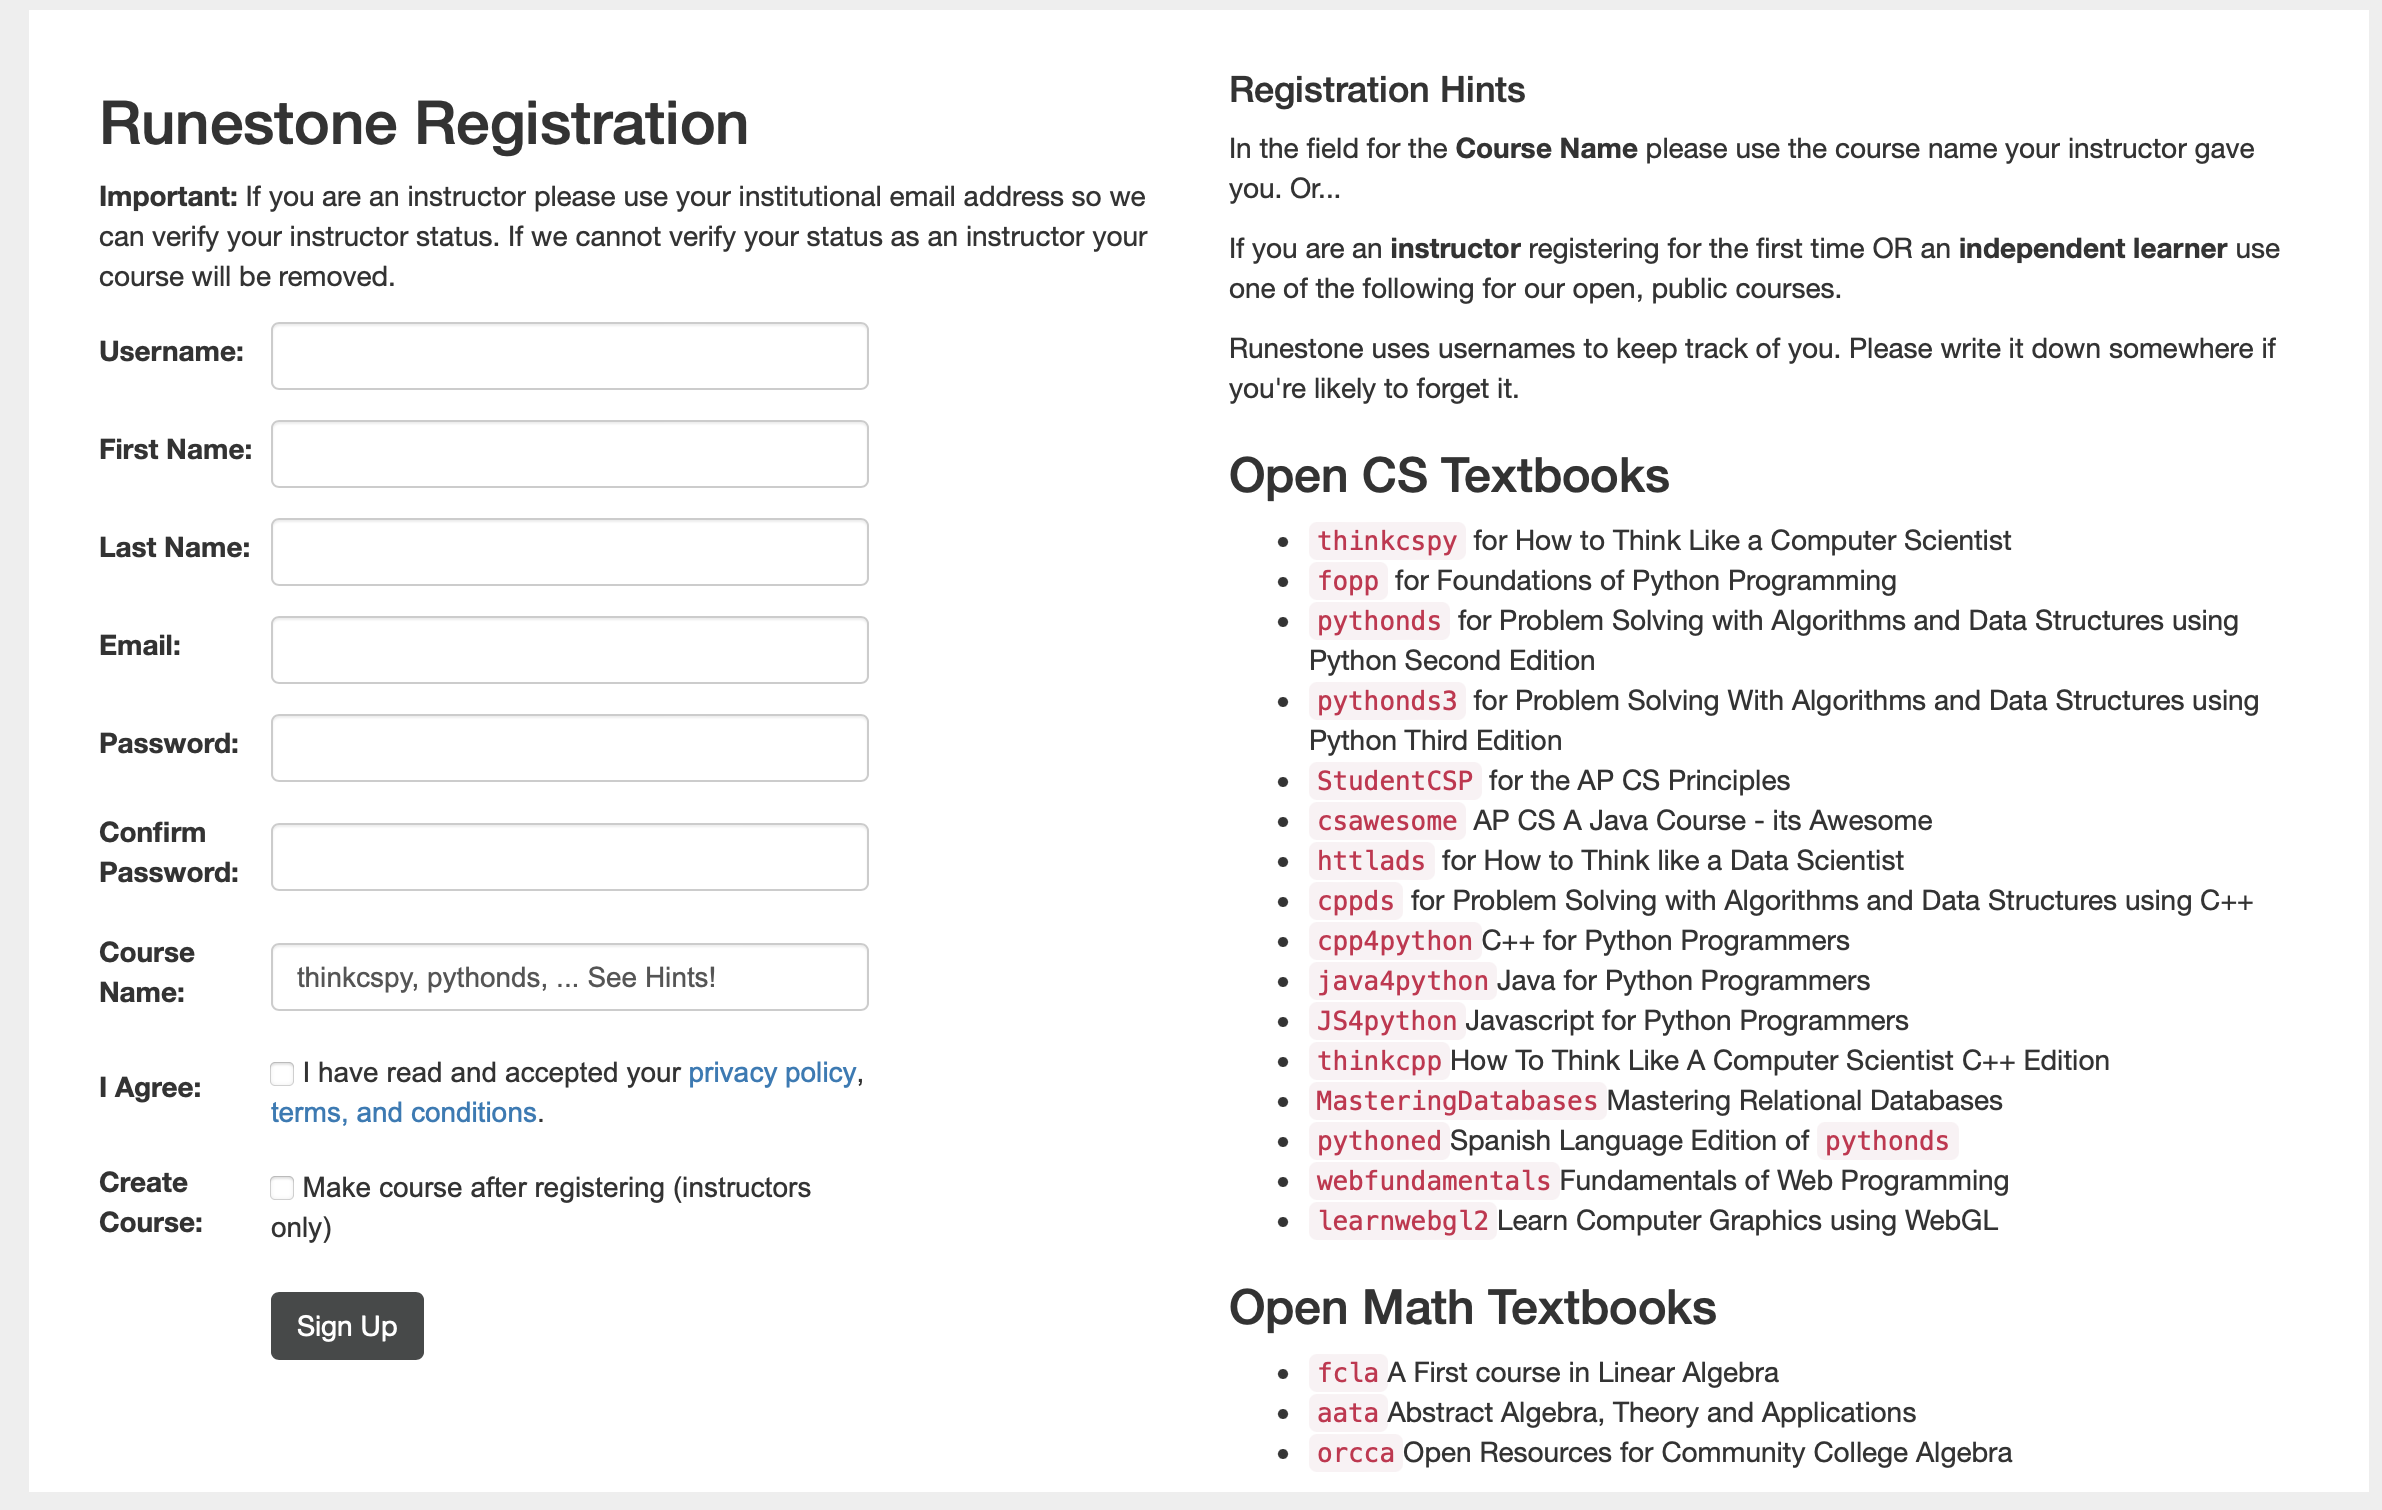 Runestone Registration
Important: If you are an instructor please use your institutional email address so we
can verify your instructor status. If we cannot verify your status as an instructor your
course will be removed.
Username:
First Name:
Last Name:
Email:
Password:
Confirm
Password:
Course
Name:
thinkcspy, pythonds, ... See Hints!
I Agree:
I have read and accepted your privacy policy,
terms, and conditions.
Create
Course:
Make course after registering (instructors
only)
Sign Up
Registration Hints
In the field for the Course Name please use the course name your instructor gave
you. Or...
If you are an instructor registering for the first time OR an independent learner use
one of the following for our open, public courses.
Runestone uses usernames to keep track of you. Please write it down somewhere if
you're likely to forget it.
Open CS Textbooks
• thinkcspy for How to Think Like a Computer Scientist
• fopp for Foundations of Python Programming
• pythonds for Problem Solving with Algorithms and Data Structures using
Python Second Edition
• pythonds3 for Problem Solving With Algorithms and Data Structures using
Python Third Edition
• StudentCSP for the AP CS Principles
• csawesome AP CS A Java Course - its Awesome
• httlads for How to Think like a Data Scientist
• cppds for Problem Solving with Algorithms and Data Structures using C++
• cpp4python C++ for Python Programmers
• java4python Java for Python Programmers
• JS4python Javascript for Python Programmers
• thinkcpp How To Think Like A Computer Scientist C++ Edition
• MasteringDatabases Mastering Relational Databases
• pythoned Spanish Language Edition of pythonds
• webfundamentals Fundamentals of Web Programming
• learnwebgl2 Learn Computer Graphics using WebGL
Open Math Textbooks
• fcla A First course in Linear Algebra
• aata Abstract Algebra, Theory and Applications
• orcca Open Resources for Community College Algebra